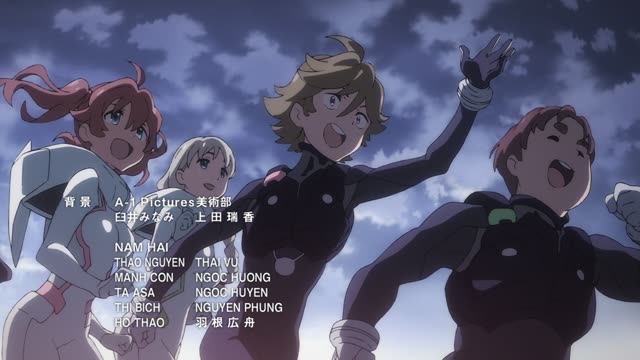 背景 A-1 Pictures美術部
臼井みなみ 上田瑞香
NAM HAI
THAO NGUYEN THAI VU
MANH CON NGOC HUONG
TA ASA NGOC HUYEN
THI BICH NGUYEN PHUNG
HO THAO 羽根広舟